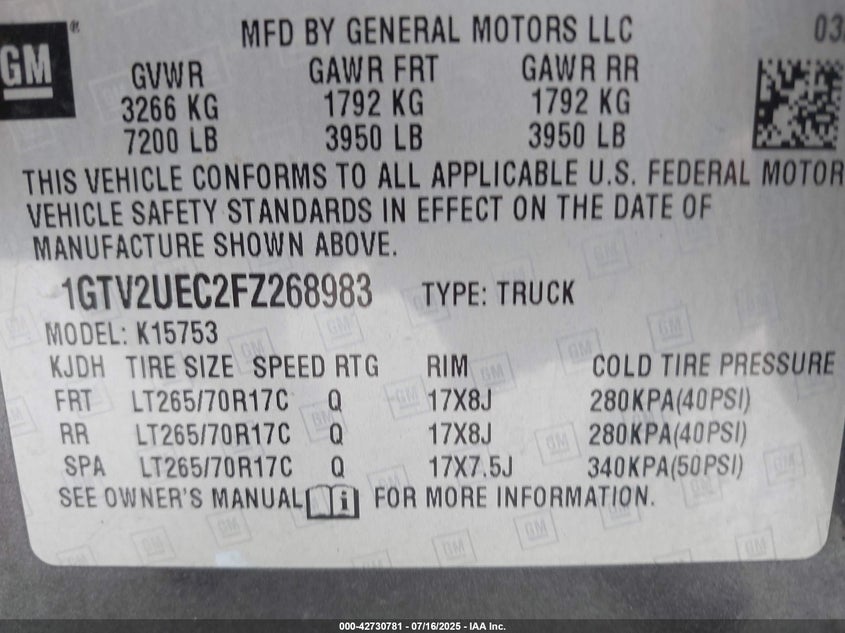 GM
MFD BY GENERAL MOTORS LLC
GVWR GAWR FRT GAWR RR
3266 KG 1792 KG 1792 KG
7200 LB 3950 LB 3950 LB
THIS VEHICLE CONFORMS TO ALL APPLICABLE U.S. FEDERAL MOTOR
VEHICLE SAFETY STANDARDS IN EFFECT ON THE DATE OF
MANUFACTURE SHOWN ABOVE.
1GTV2UEC2FZ268983 TYPE: TRUCK
MODEL: K15753
KJDH TIRE SIZE SPEED RTG RIM COLD TIRE PRESSURE
FRT LT265/70R17C Q 17X8J 280KPA(40PSI)
RR LT265/70R17C Q 17X8J 280KPA(40PSI)
SPA LT265/70R17C Q 17X7.5J 340KPA(50PSI)
SEE OWNER'S MANUAL FOR MORE INFORMATION.
000-42730781 - 07/16/2025 - IAA Inc.